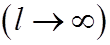 (l → ∞)